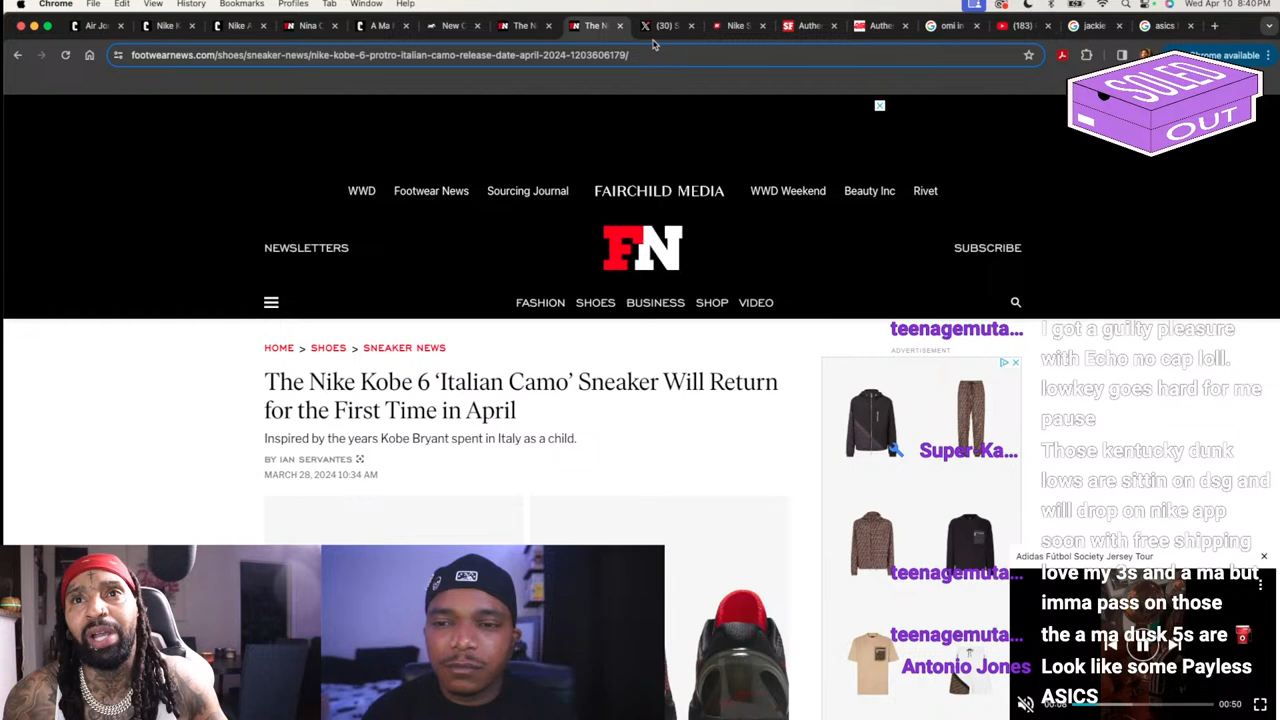 Chrome File Edit View History Bookmarks Profiles Tab Window Help
Wed Apr 10 8:40PM
Air Jo
Nike K
Nike A
Nina C
A Ma
New C
The N
The N
(30) S
Nike S
Authe
Authe
omi in
(183)
jackie
asics
footwearnews.com/shoes/sneaker-news/nike-kobe-6-protro-italian-camo-release-date-april-2024-1203606179/
Chrome available
SOLED
OUT
WWD Footwear News Sourcing Journal FAIRCHILD MEDIA WWD Weekend Beauty Inc Rivet
NEWSLETTERS
FN
SUBSCRIBE
FASHION SHOES BUSINESS SHOP VIDEO
HOME > SHOES > SNEAKER NEWS
The Nike Kobe 6 ‘Italian Camo’ Sneaker Will Return
for the First Time in April
Inspired by the years Kobe Bryant spent in Italy as a child.
BY IAN SERVANTES
MARCH 28, 2024 10:34 AM
ADVERTISEMENT
teenagemuta...
I got a guilty pleasure
with Echo no cap loll.
lowkey goes hard for me
pause
Super-Ka...
Those kentucky dunk
lows are sittin on dsg and
will drop on nike app
soon with free shipping
Adidas Fútbol Society Jersey Tour
teenagemuta...
love my 3s and a ma but
imma pass on those
teenagemuta...
the a ma dusk 5s are
Antonio Jones
Look like some Payless
ASICS
00:50